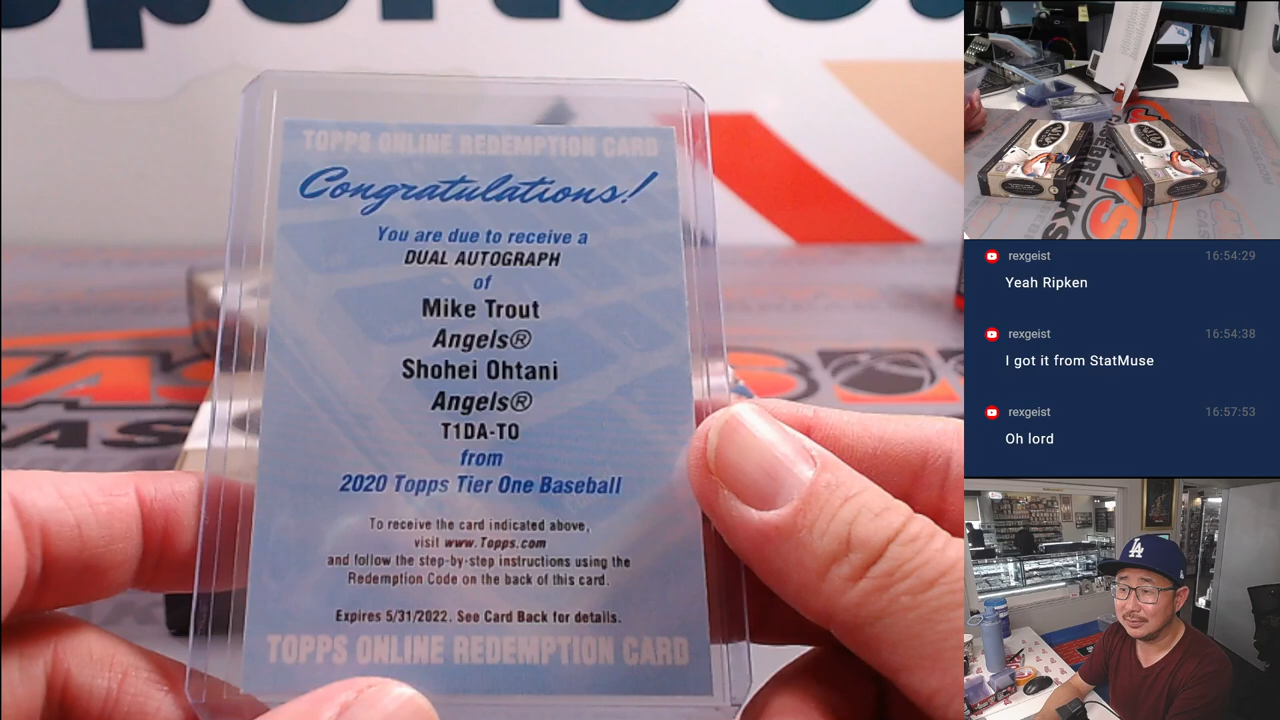 TOPPS ONLINE REDEMPTION CARD
Congratulations!
You are due to receive a
DUAL AUTOGRAPH
of
Mike Trout
Angels®
Shohei Ohtani
Angels®
T1DA-TO
from
2020 Topps Tier One Baseball
To receive the card indicated above,
visit www.Topps.com
and follow the step-by-step instructions using the
Redemption Code on the back of this card.
Expires 5/31/2022. See Card Back for details.
TOPPS ONLINE REDEMPTION CARD
CASEBREAKS
rexgeist 16:54:29
Yeah Ripken
rexgeist 16:54:38
I got it from StatMuse
rexgeist 16:57:53
Oh lord
LA